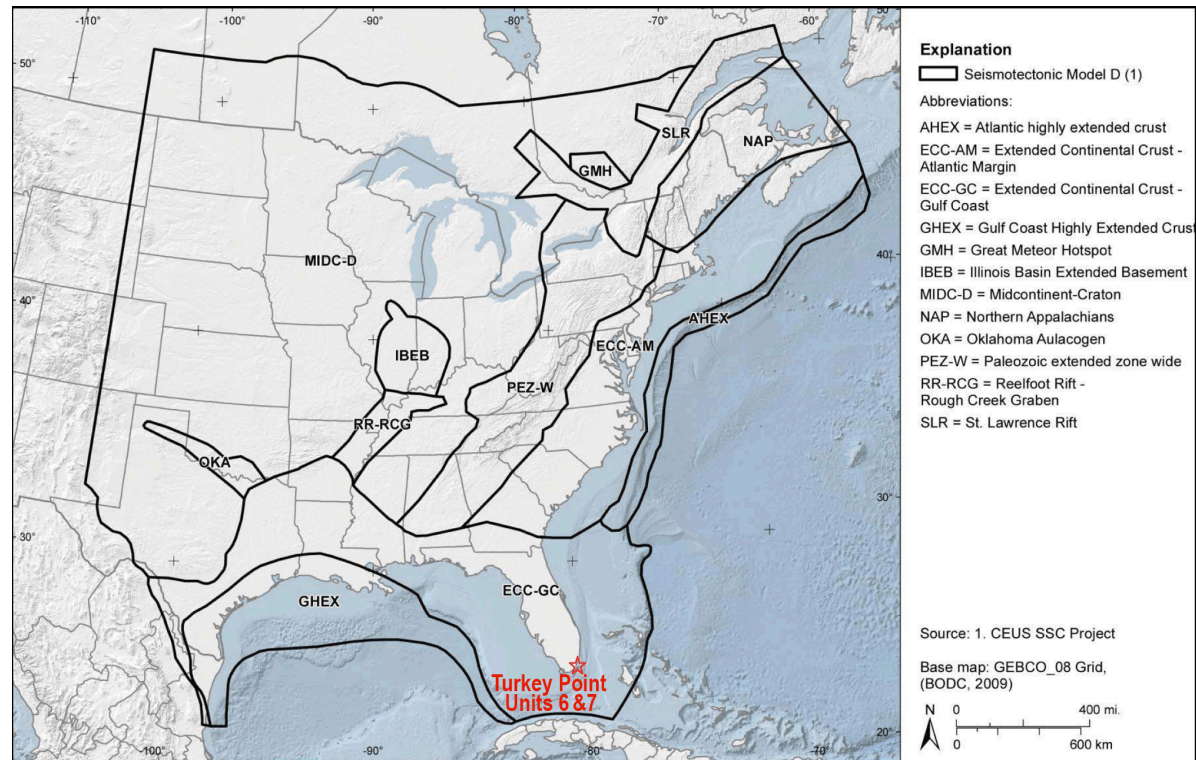 -110° -100° -90° -80° -70° -60° 50°
50°
SLR
NAP
GMH
MIDC-D
40°
40°
AHEX
ECC-AM
IBEB
PEZ-W
RR-RCG
OKA
30°
30°
ECC-GC
GHEX
Turkey Point
Units 6 &7
20°
-100° -90° -80° -70°
Explanation
Seismotectonic Model D (1)
Abbreviations:
AHEX = Atlantic highly extended crust
ECC-AM = Extended Continental Crust -
Atlantic Margin
ECC-GC = Extended Continental Crust -
Gulf Coast
GHEX = Gulf Coast Highly Extended Crust
GMH = Great Meteor Hotspot
IBEB = Illinois Basin Extended Basement
MIDC-D = Midcontinent-Craton
NAP = Northern Appalachians
OKA = Oklahoma Aulacogen
PEZ-W = Paleozoic extended zone wide
RR-RCG = Reelfoot Rift -
Rough Creek Graben
SLR = St. Lawrence Rift
Source: 1. CEUS SSC Project
Base map: GEBCO_08 Grid,
(BODC, 2009)
N 0 400 mi.
0 600 km